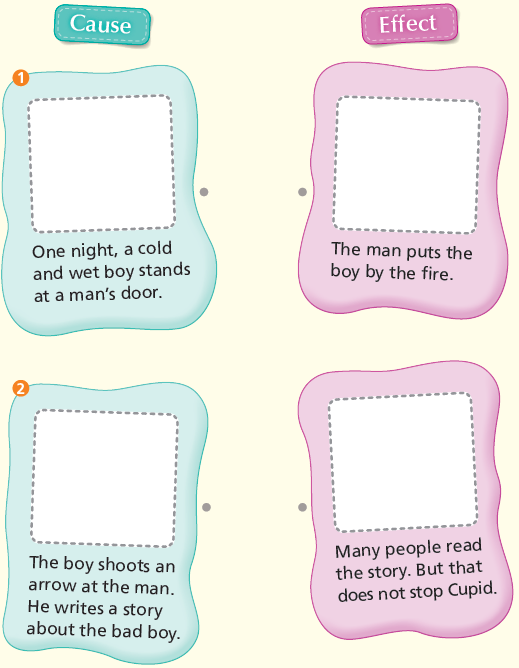 Cause
Effect
1
One night, a cold
and wet boy stands
at a man's door.
The man puts the
boy by the fire.
2
The boy shoots an
arrow at the man.
He writes a story
about the bad boy.
Many people read
the story. But that
does not stop Cupid.